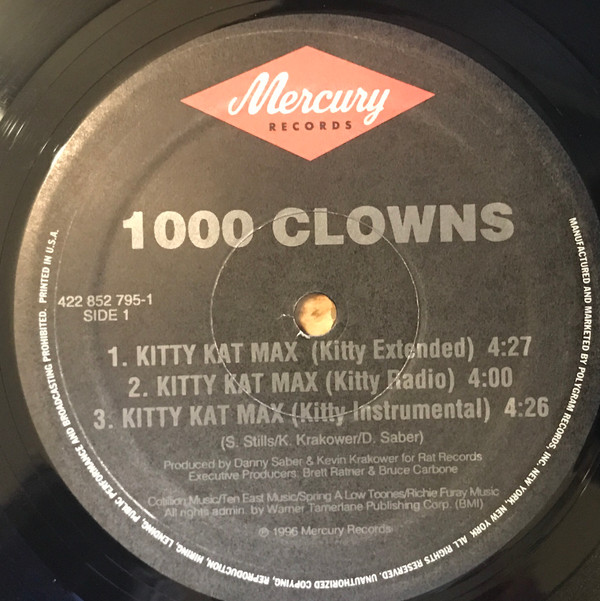 Mercury
RECORDS
1000 CLOWNS
422 852 795-1
SIDE 1
1. KITTY KAT MAX (Kitty Extended) 4:27
2. KITTY KAT MAX (Kitty Radio) 4:00
3. KITTY KAT MAX (Kitty Instrumental) 4:26
(S. Stills/K. Krakower/D. Saber)
Produced by Danny Saber & Kevin Krakower for Rat Records
Executive Producers: Brett Ratner & Bruce Carbone
Cotillion Music/Ten East Music/Spring A Low Toones/Richie Furay Music
All rights admin. by Warner Tamerlane Publishing Corp. (BMI)
℗ 1996 Mercury Records
MANUFACTURED AND MARKETED BY POLYGRAM RECORDS, INC. NEW YORK, NEW YORK. ALL RIGHTS RESERVED. UNAUTHORIZED COPYING, REPRODUCTION, HIRING, LENDING, PUBLIC PERFORMANCE AND BROADCASTING PROHIBITED. PRINTED IN U.S.A.